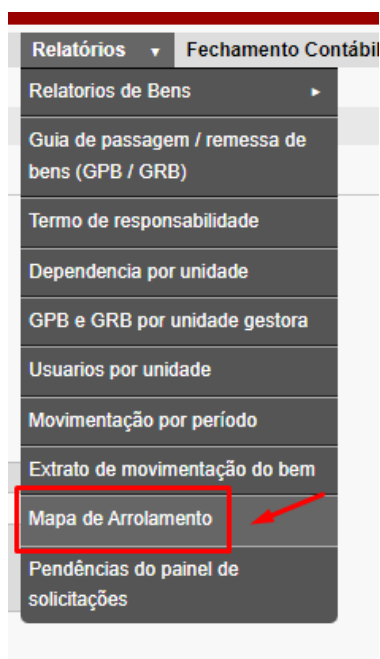 Relatórios ▾ Fechamento Contábil
Relatorios de Bens ▸
Guia de passagem / remessa de
bens (GPB / GRB)
Termo de responsabilidade
Dependencia por unidade
GPB e GRB por unidade gestora
Usuarios por unidade
Movimentação por período
Extrato de movimentação do bem
Mapa de Arrolamento
Pendências do painel de
solicitações